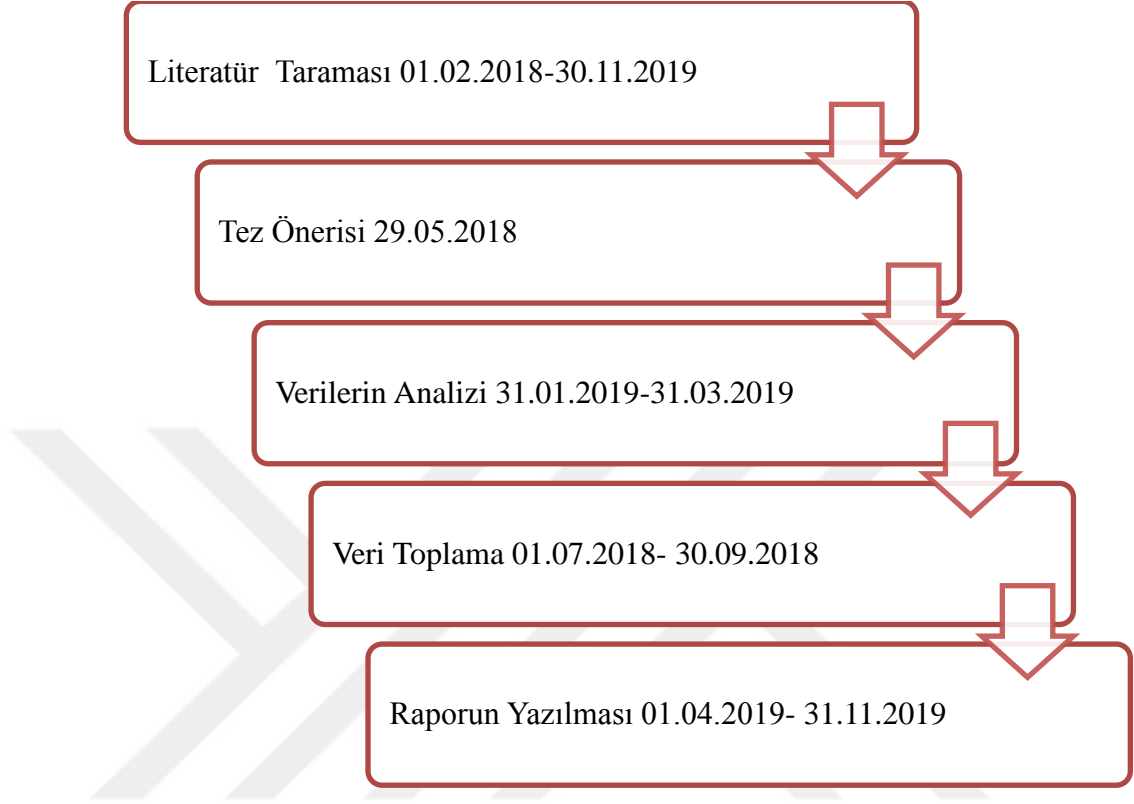 Literatür Taraması 01.02.2018-30.11.2019
Tez Önerisi 29.05.2018
Verilerin Analizi 31.01.2019-31.03.2019
Veri Toplama 01.07.2018- 30.09.2018
Raporun Yazılması 01.04.2019- 31.11.2019